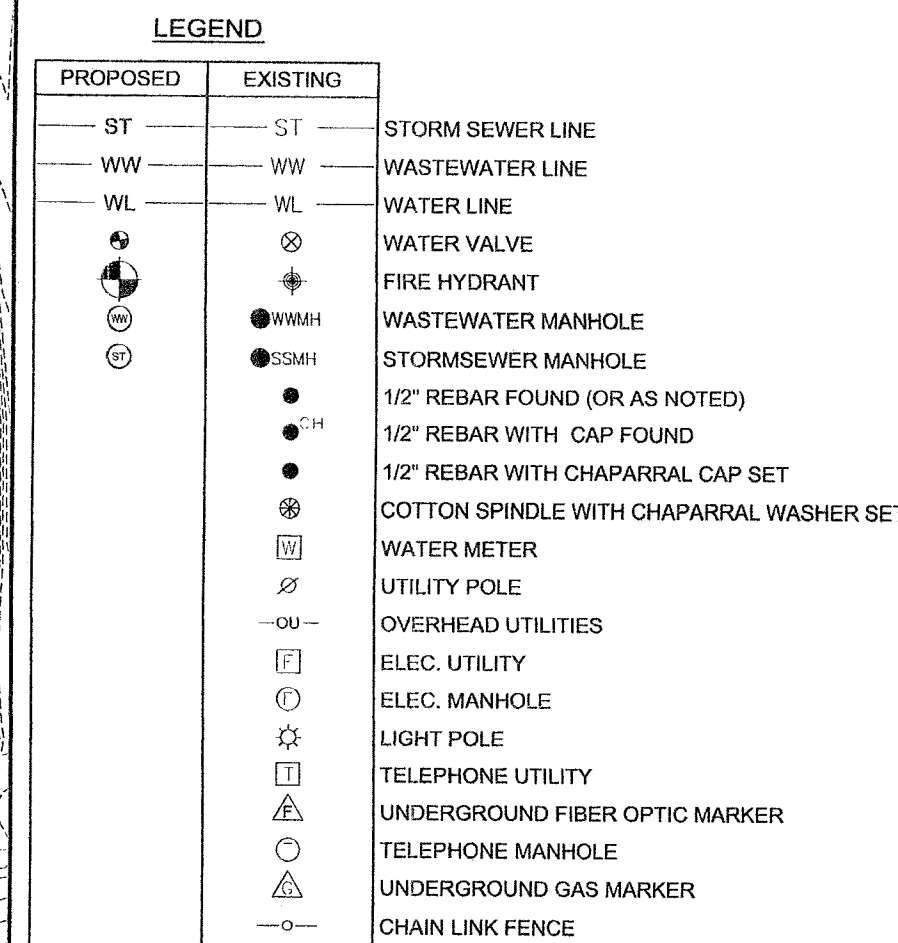 LEGEND
PROPOSED EXISTING
ST ST STORM SEWER LINE
WW WW WASTEWATER LINE
WL WL WATER LINE
WATER VALVE
FIRE HYDRANT
WW WWMH WASTEWATER MANHOLE
ST SSMH STORMSEWER MANHOLE
1/2" REBAR FOUND (OR AS NOTED)
CH 1/2" REBAR WITH CAP FOUND
1/2" REBAR WITH CHAPARRAL CAP SET
COTTON SPINDLE WITH CHAPARRAL WASHER SET
W WATER METER
UTILITY POLE
OU OVERHEAD UTILITIES
ELEC. UTILITY
ELEC. MANHOLE
LIGHT POLE
T TELEPHONE UTILITY
F UNDERGROUND FIBER OPTIC MARKER
TELEPHONE MANHOLE
G UNDERGROUND GAS MARKER
CHAIN LINK FENCE